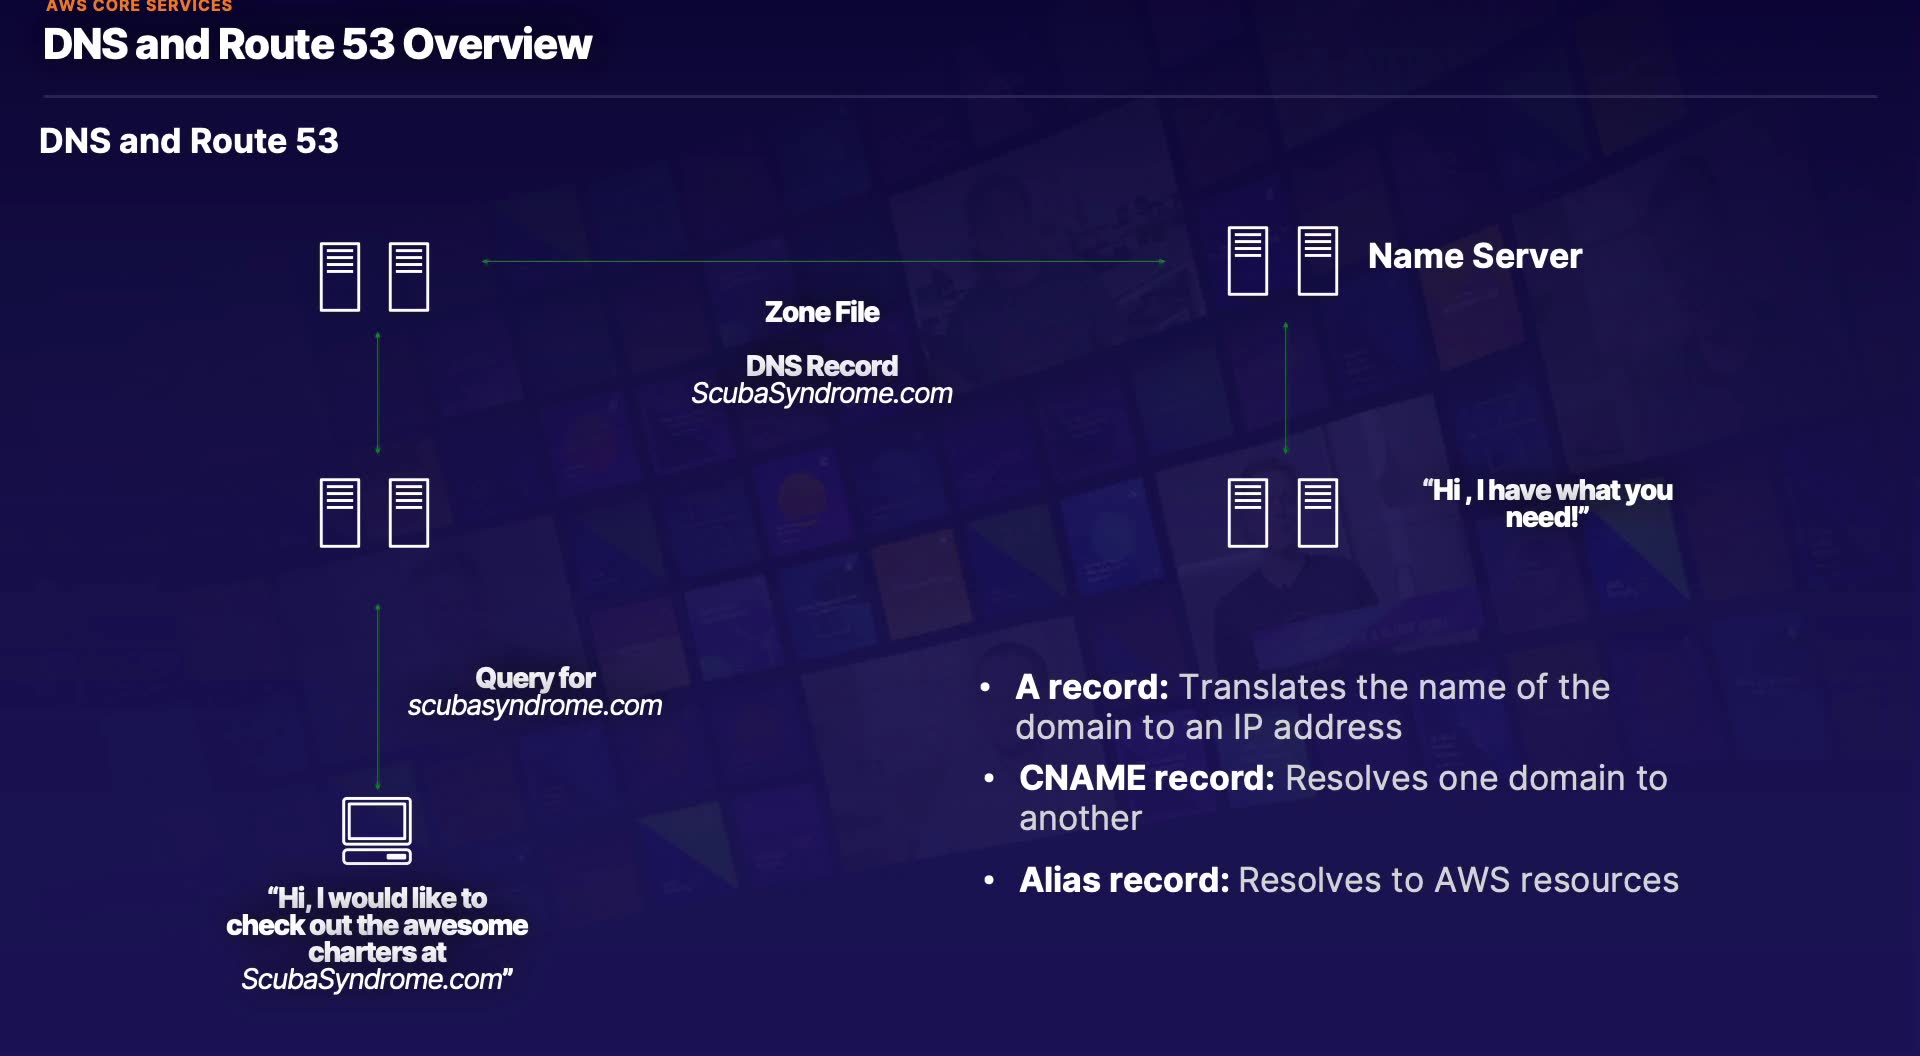 AWS CORE SERVICES
DNS and Route 53 Overview
DNS and Route 53
Name Server
Zone File
DNS Record
ScubaSyndrome.com
“Hi , I have what you
need!”
Query for
scubasyndrome.com
• A record: Translates the name of the
domain to an IP address
• CNAME record: Resolves one domain to
another
• Alias record: Resolves to AWS resources
“Hi, I would like to
check out the awesome
charters at
ScubaSyndrome.com”